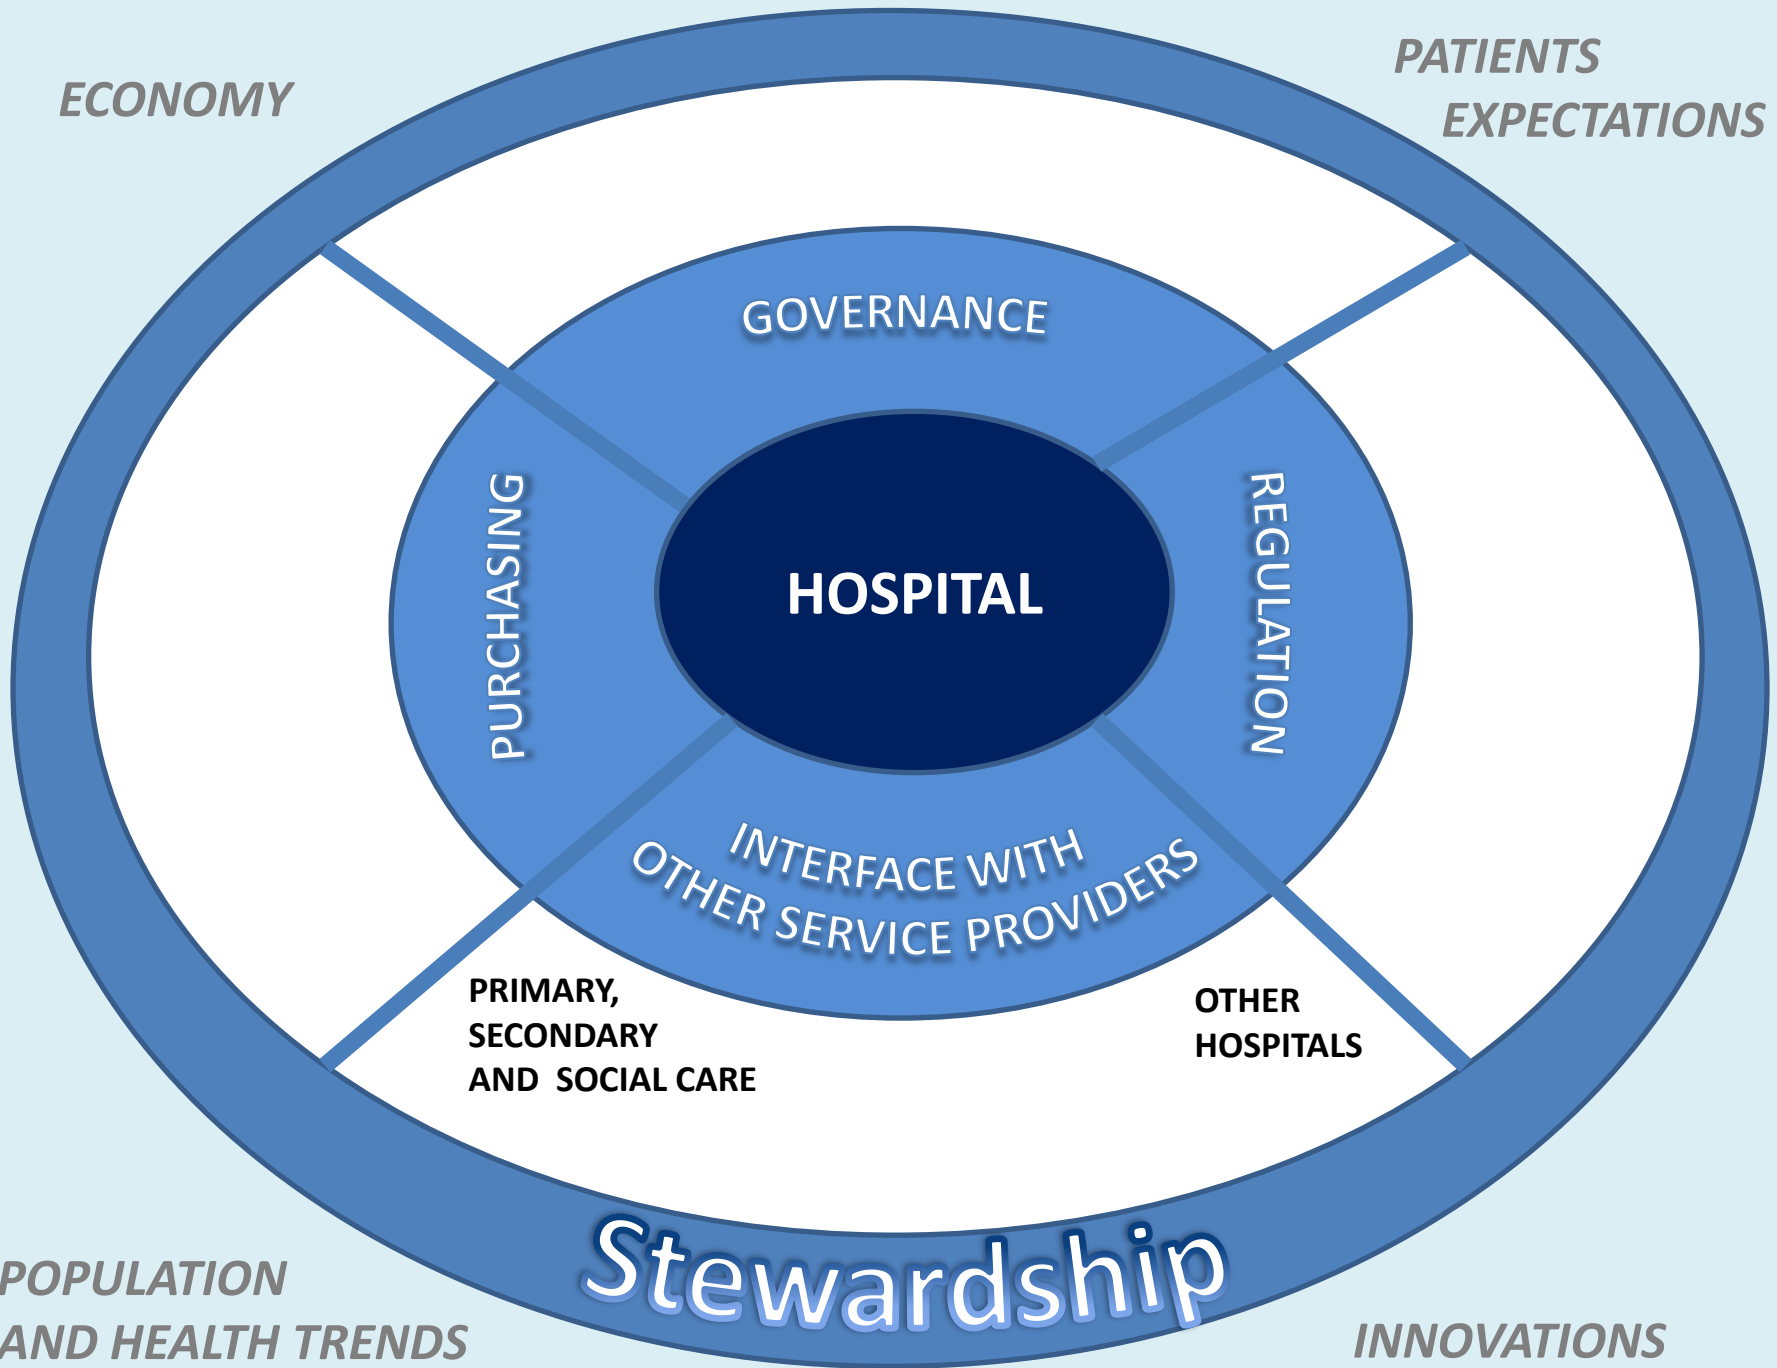 ECONOMY
PATIENTS
EXPECTATIONS
GOVERNANCE
PURCHASING
HOSPITAL
REGULATION
INTERFACE WITH
OTHER SERVICE PROVIDERS
PRIMARY,
SECONDARY
AND SOCIAL CARE
OTHER
HOSPITALS
Stewardship
POPULATION
AND HEALTH TRENDS
INNOVATIONS